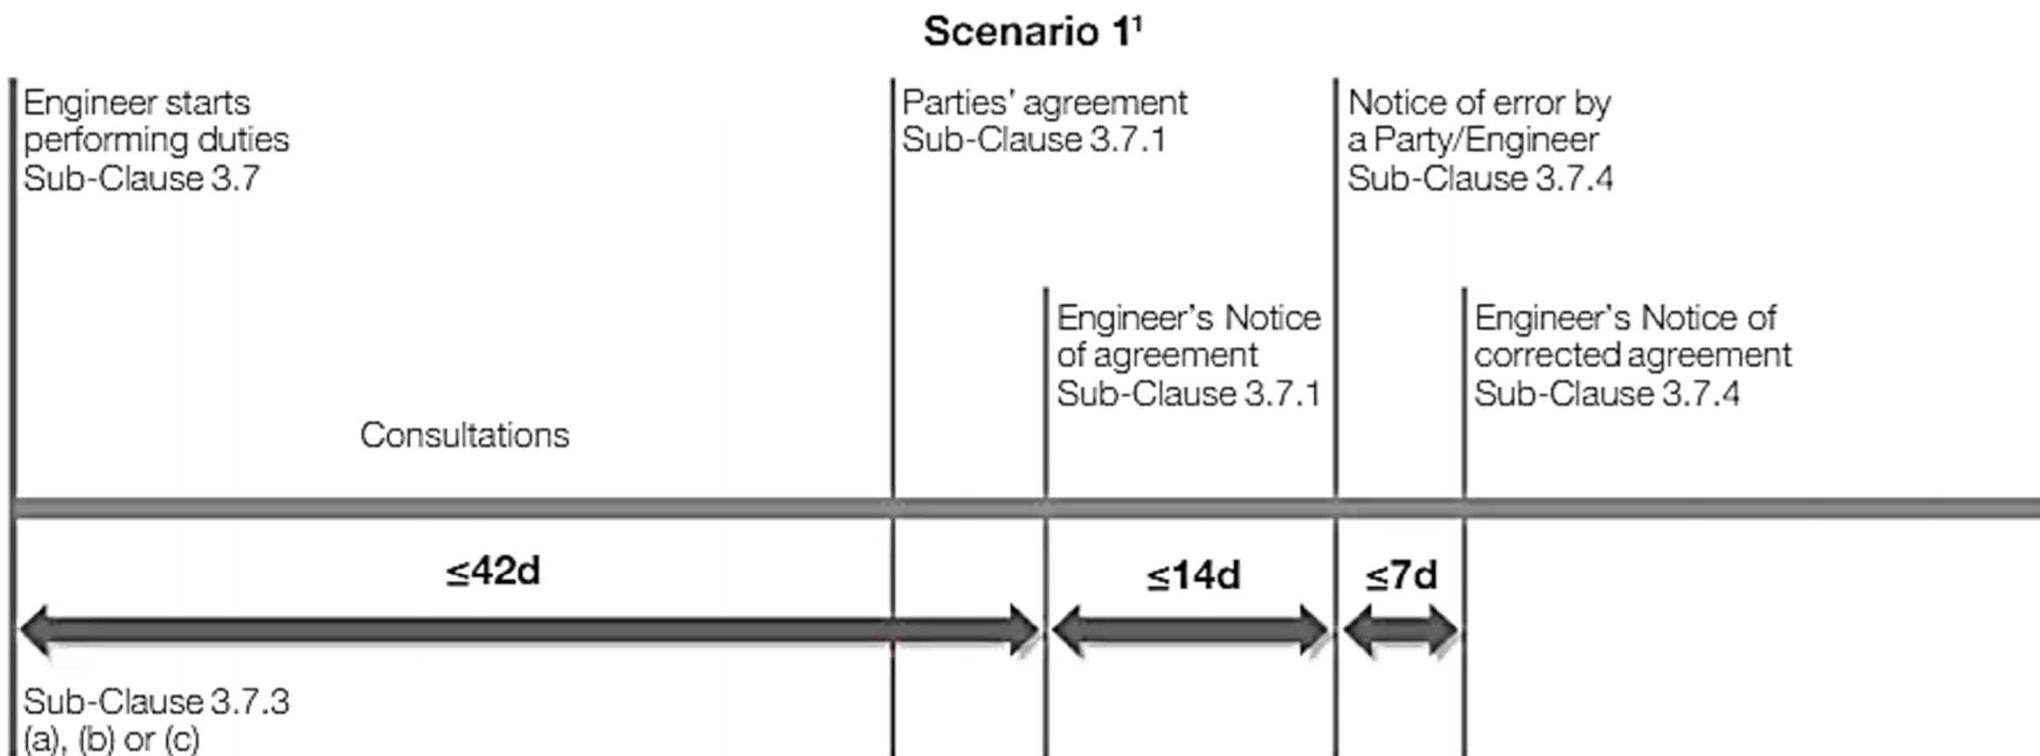 Scenario 1¹
Engineer starts
performing duties
Sub-Clause 3.7
Parties’ agreement
Sub-Clause 3.7.1
Notice of error by
a Party/Engineer
Sub-Clause 3.7.4
Engineer’s Notice
of agreement
Sub-Clause 3.7.1
Engineer’s Notice of
corrected agreement
Sub-Clause 3.7.4
Consultations
≤42d
≤14d
≤7d
Sub-Clause 3.7.3
(a), (b) or (c)